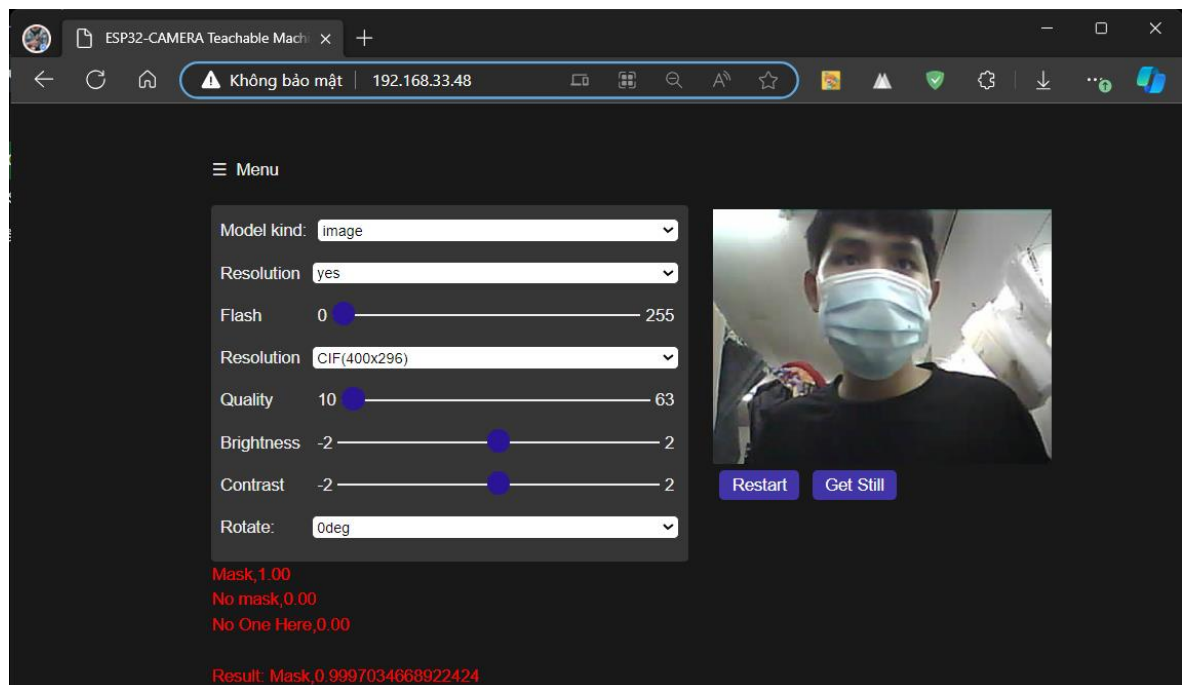 ESP32-CAMERA Teachable Machi
Không bảo mật 192.168.33.48
Menu
Model kind: image
Resolution yes
Flash 0 255
Resolution CIF(400x296)
Quality 10 63
Brightness -2 2
Contrast -2 2
Restart Get Still
Rotate: 0deg
Mask,1.00
No mask,0.00
No One Here,0.00
Result: Mask,0.9997034668922424